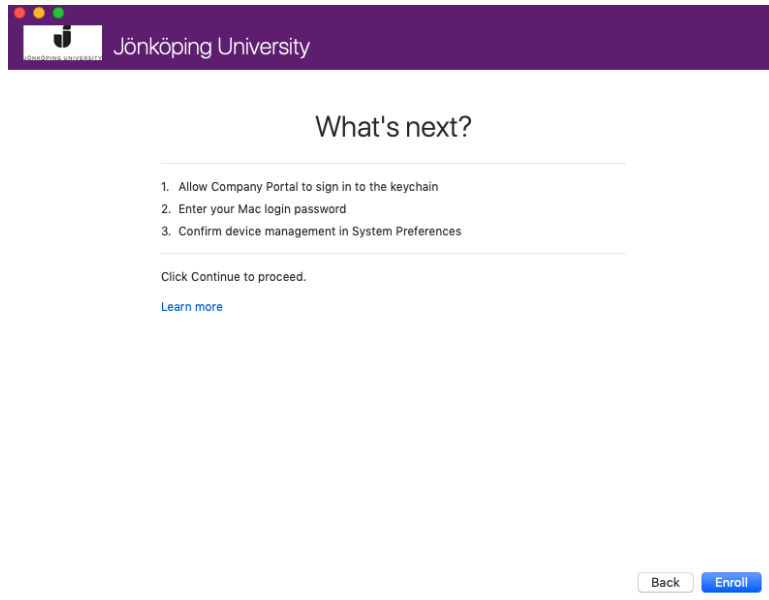 JÖNKÖPING UNIVERSITY
Jönköping University
What's next?
1. Allow Company Portal to sign in to the keychain
2. Enter your Mac login password
3. Confirm device management in System Preferences
Click Continue to proceed.
Learn more
Back Enroll